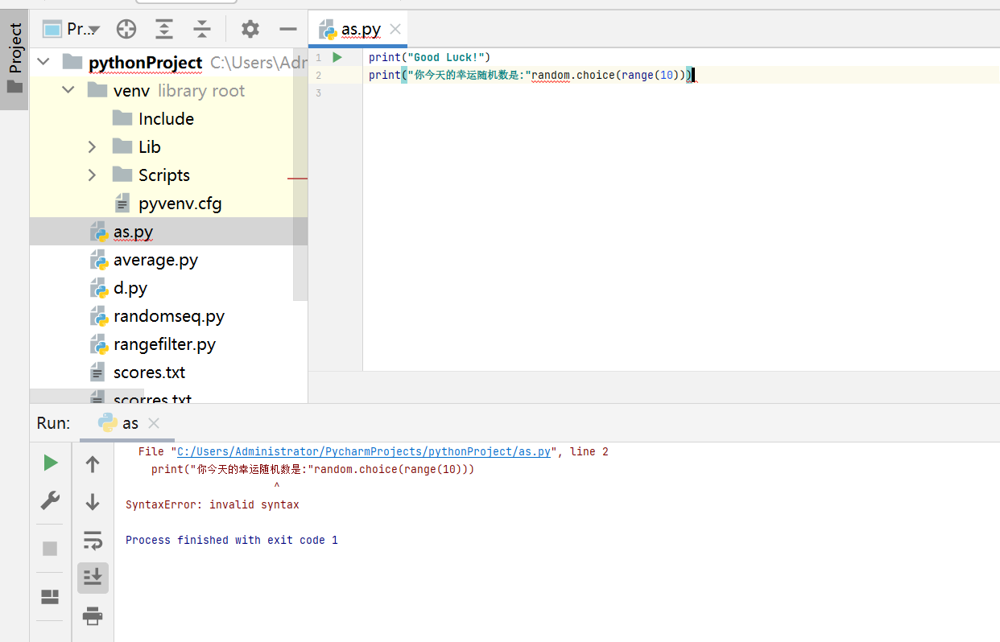 Project
Pr...
as.py
pythonProject C:\Users\Adr
venv library root
Include
Lib
Scripts
pyvenv.cfg
as.py
average.py
d.py
randomseq.py
rangefilter.py
scores.txt
scorres.txt
1 print("Good Luck!")
2 print("你今天的幸运随机数是:"random.choice(range(10)))
3
Run: as
File "C:/Users/Administrator/PycharmProjects/pythonProject/as.py", line 2
print("你今天的幸运随机数是:"random.choice(range(10)))
^
SyntaxError: invalid syntax
Process finished with exit code 1